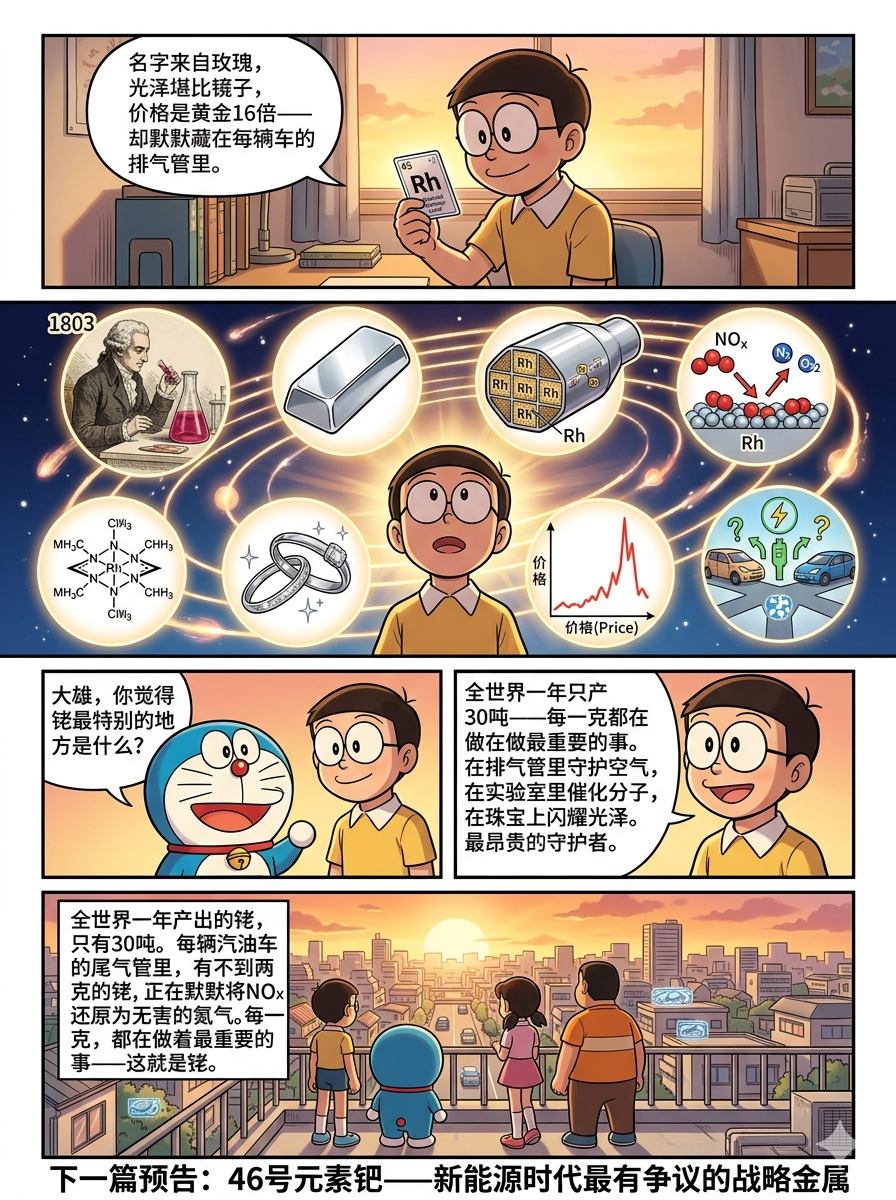 名字来自玫瑰，
光泽堪比镜子，
价格是黄金16倍——
却默默藏在每辆车的
排气管里。
45
Rh
1803
Rh
Rh Rh Rh
Rh
Rh
NOx
N₂
O₂
Rh
MH₃C
CHH₃
N
N
N
Rh
N
N
N
MH₃C
CHH₃
价格
价格(Price)
?
?
大雄，你觉得
铑最特别的地
方是什么？
全世界一年只产
30吨——每一克都在
做在做最重要的事。
在排气管里守护空气，
在实验室里催化分子，
在珠宝上闪耀光泽。
最昂贵的守护者。
全世界一年产出的铑，
只有30吨。每辆汽油车
的尾气管里，有不到两
克的铑，正在默默将NOx
还原为无害的氮气。每一
克，都在做着最重要的
事——这就是铑。
下一篇预告：46号元素钯——新能源时代最有争议的战略金属